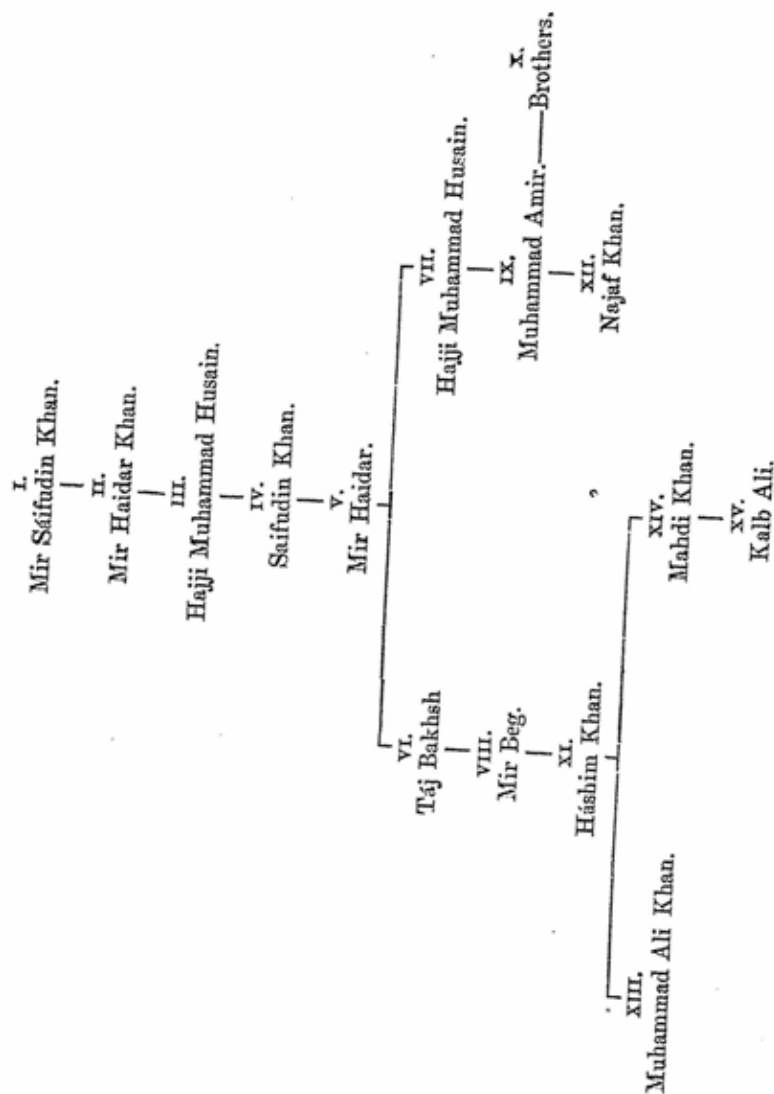 I.
Mir Sáifudin Khan.
II.
Mir Haidar Khan.
III.
Hajji Muhammad Husain.
IV.
Saifudin Khan.
V.
Mir Haidar.
VI.
Táj Bakhsh
VII.
Hajji Muhammad Husain.
VIII.
Mir Beg.
IX.
X.
Muhammad Amir.——Brothers.
XI.
Háshim Khan.
XII.
Najaf Khan.
XIII.
Muhammad Ali Khan.
XIV.
Mahdi Khan.
XV.
Kalb Ali.